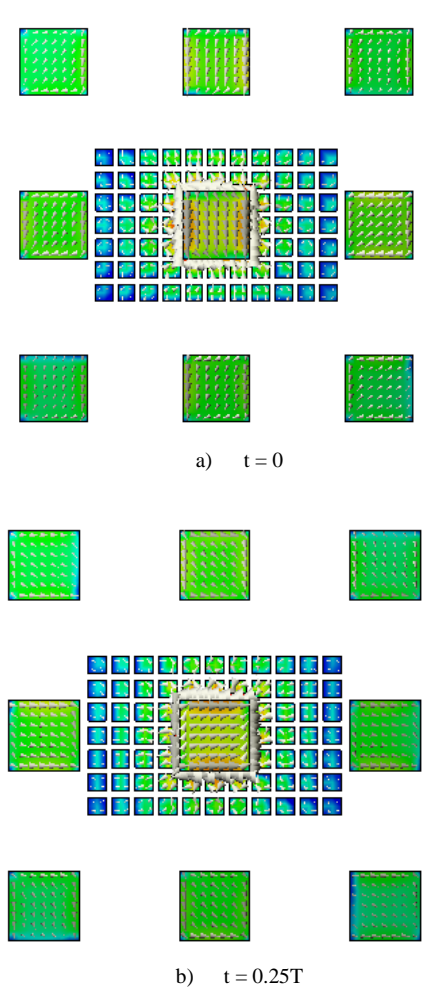 a) t = 0
b) t = 0.25T